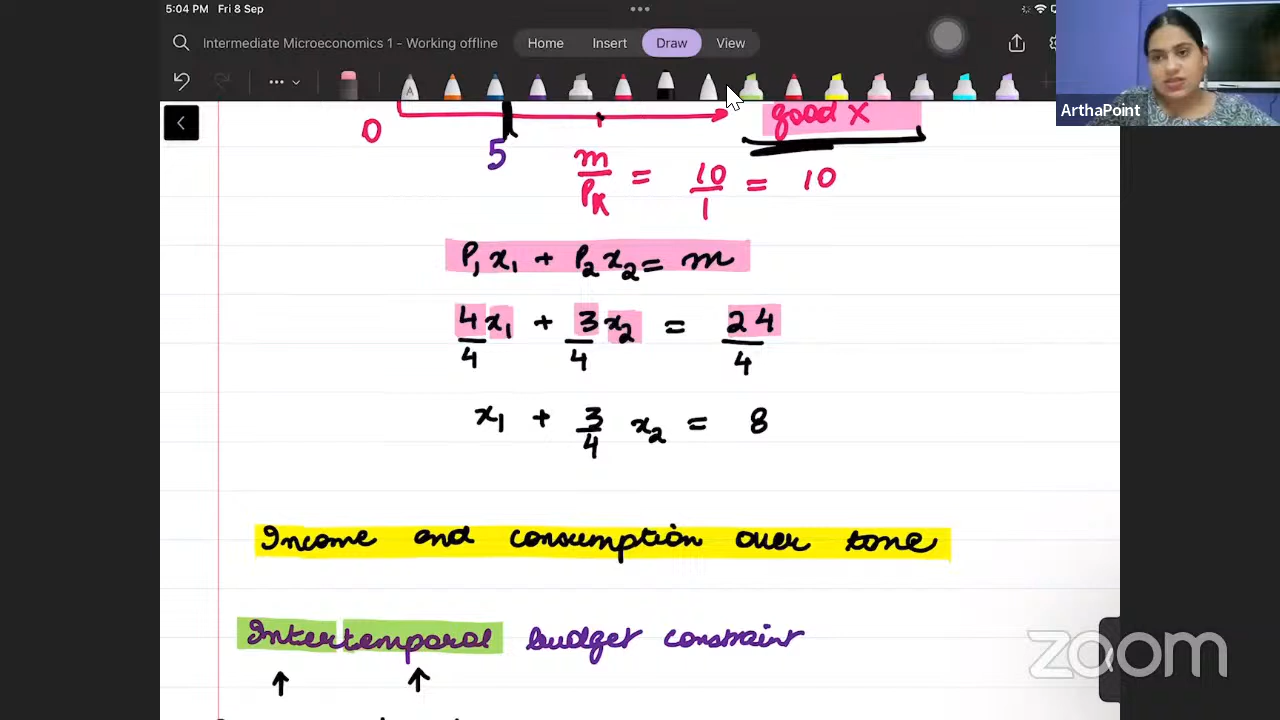 5:04 PM Fri 8 Sep
Intermediate Microeconomics 1 - Working offline Home Insert Draw View
A
ArthaPoint
good x
0
5
m/Px = 10/1 = 10
P₁x₁ + P₂x₂ = m
4x₁/4 + 3x₂/4 = 24/4
x₁ + 3/4 x₂ = 8
Income and consumption over tome
Intertemporal budget constraint
↑ ↑
zoom